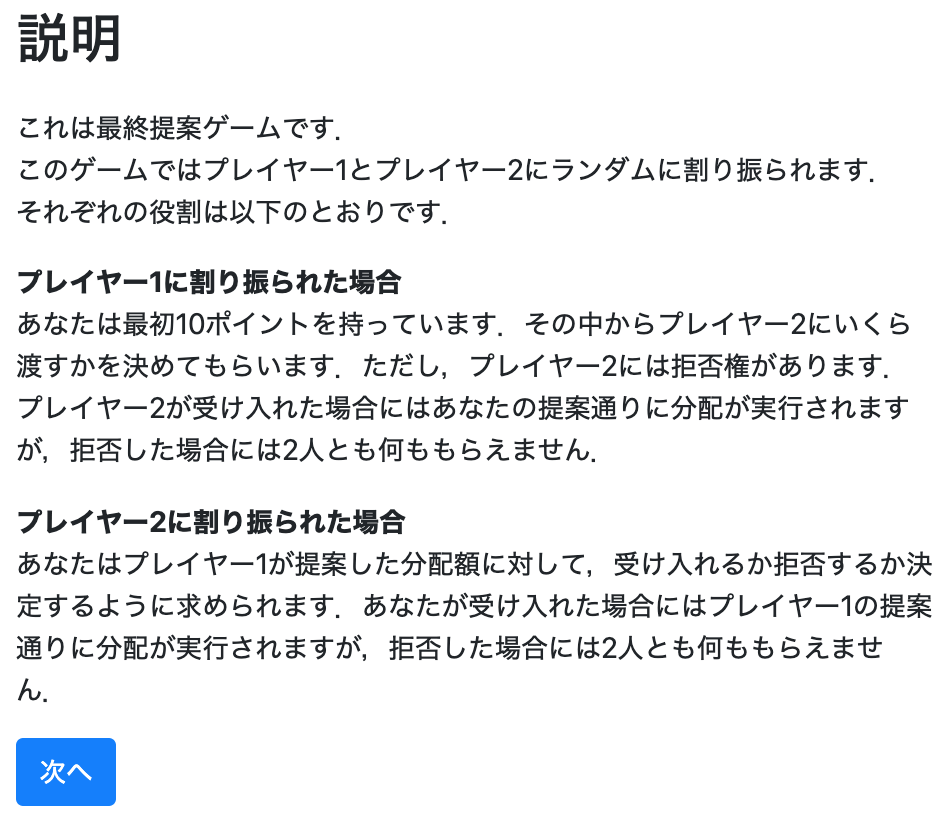 説明
これは最終提案ゲームです．
このゲームではプレイヤー1とプレイヤー2にランダムに割り振られます．
それぞれの役割は以下のとおりです．
プレイヤー1に割り振られた場合
あなたは最初10ポイントを持っています．その中からプレイヤー2にいくら
渡すかを決めてもらいます．ただし，プレイヤー2には拒否権があります．
プレイヤー2が受け入れた場合にはあなたの提案通りに分配が実行されます
が，拒否した場合には2人とも何ももらえません．
プレイヤー2に割り振られた場合
あなたはプレイヤー1が提案した分配額に対して，受け入れるか拒否するか決
定するように求められます．あなたが受け入れた場合にはプレイヤー1の提案
通りに分配が実行されますが，拒否した場合には2人とも何ももらえませ
ん．
次へ